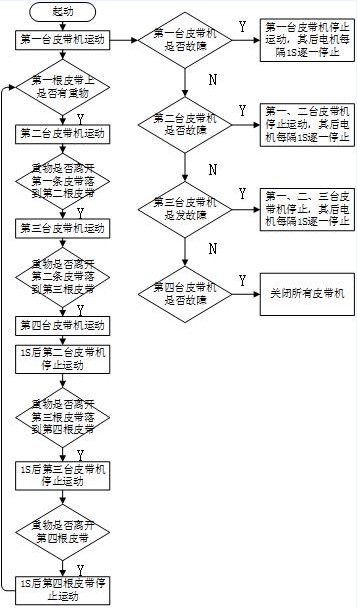 起动
第一台皮带机运动
第一根皮带上
是否有重物
Y
第二台皮带机运动
重物是否离开
第一条皮带落
到第二根皮带
Y
第三台皮带机运动
重物是否离开
第二条皮带落
到第三根皮带
Y
第四台皮带机运动
1S后第二台皮带机
停止运动
重物是否离开
第三根皮带落
到第四根皮带
Y
1S后第三台皮带机
停止运动
重物是否离开
第四根皮带
Y
1S后第四根皮带停
止运动
第一台皮带机
是否故障
Y
第一台皮带机停止
运动，其后电机每
隔1S逐一停止
N
第二台皮带机
是否故障
Y
第一、二台皮带机
停止运动，其后电
机每隔1S逐一停止
N
第三台皮带机
是发故障
Y
第一、二、三台皮
带机停止，其后电
机每隔1S逐一停止
N
第四台皮带机
是否故障
Y
关闭所有皮带机